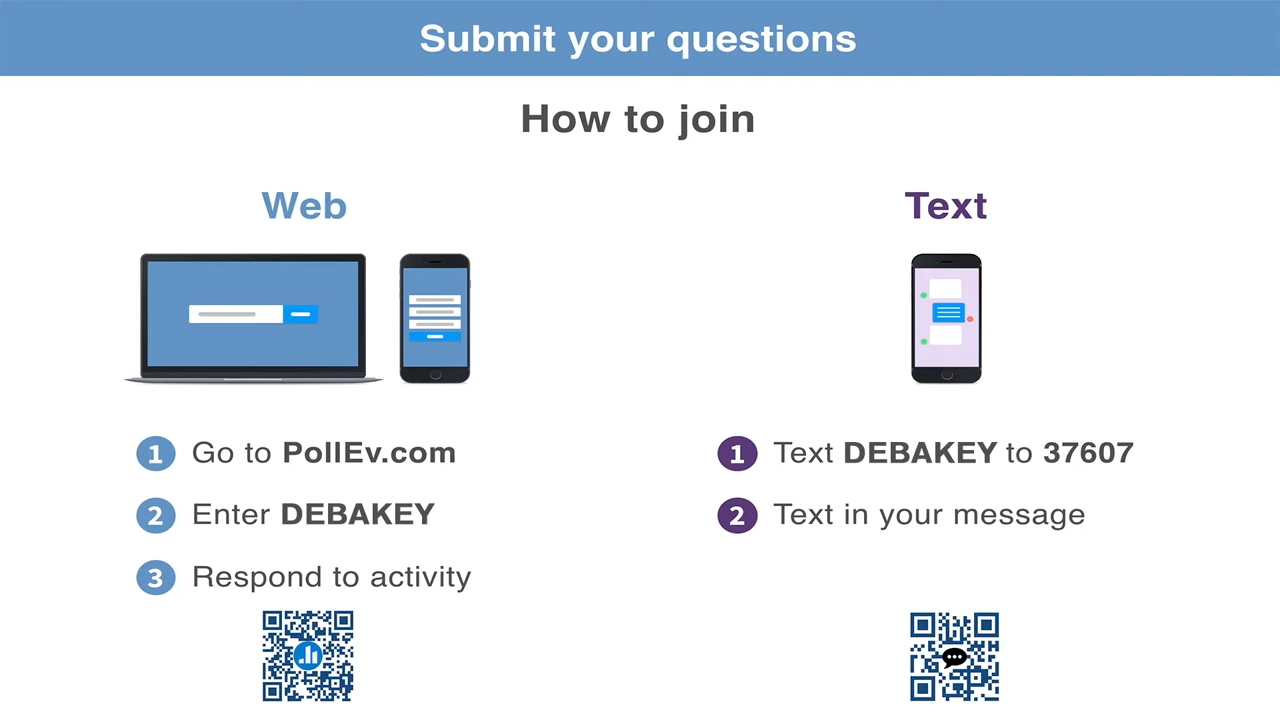 Submit your questions
How to join
Web
1 Go to PollEv.com
2 Enter DEBAKEY
3 Respond to activity
Text
1 Text DEBAKEY to 37607
2 Text in your message